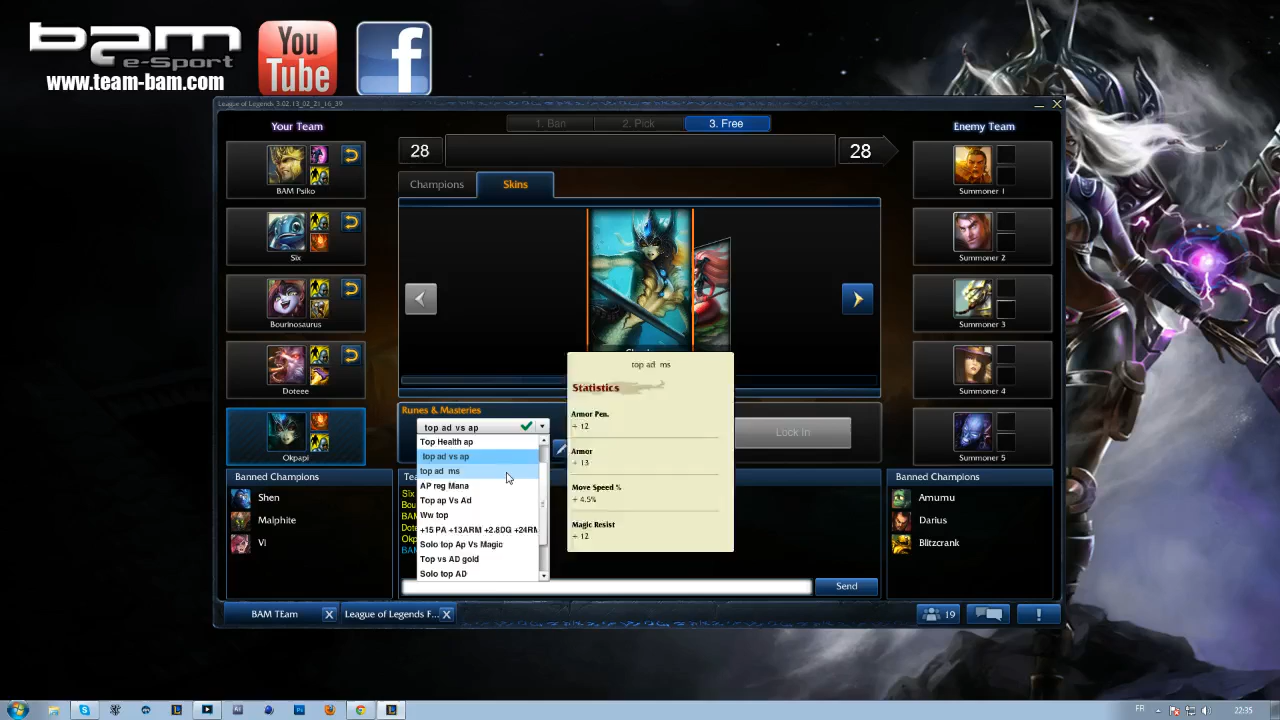 bam
e-Sport
www.team-bam.com
You
Tube
f
League of Legends 3.02.13_02_21_16_39
Your Team
1. Ban
2. Pick
3. Free
Enemy Team
28
28
Champions
Skins
BAM Psiko
Six
Bourinosaurus
Doteee
Okpapi
Summoner 1
Summoner 2
Summoner 3
Summoner 4
Summoner 5
Runes & Masteries
top ad vs ap
Top Health ap
top ad vs ap
top ad ms
AP reg Mana
Top ap Vs Ad
Ww top
+15 PA +13ARM +2.8DG +24RM
Solo top Ap Vs Magic
Top vs AD gold
Solo top AD
top ad ms
Statistics
Armor Pen.
+ 12
Armor
+ 13
Move Speed %
+ 4.5%
Magic Resist
+ 12
Lock In
Banned Champions
Shen
Malphite
Vi
Banned Champions
Amumu
Darius
Blitzcrank
Send
BAM TEam
League of Legends F...
19
FR
22:35